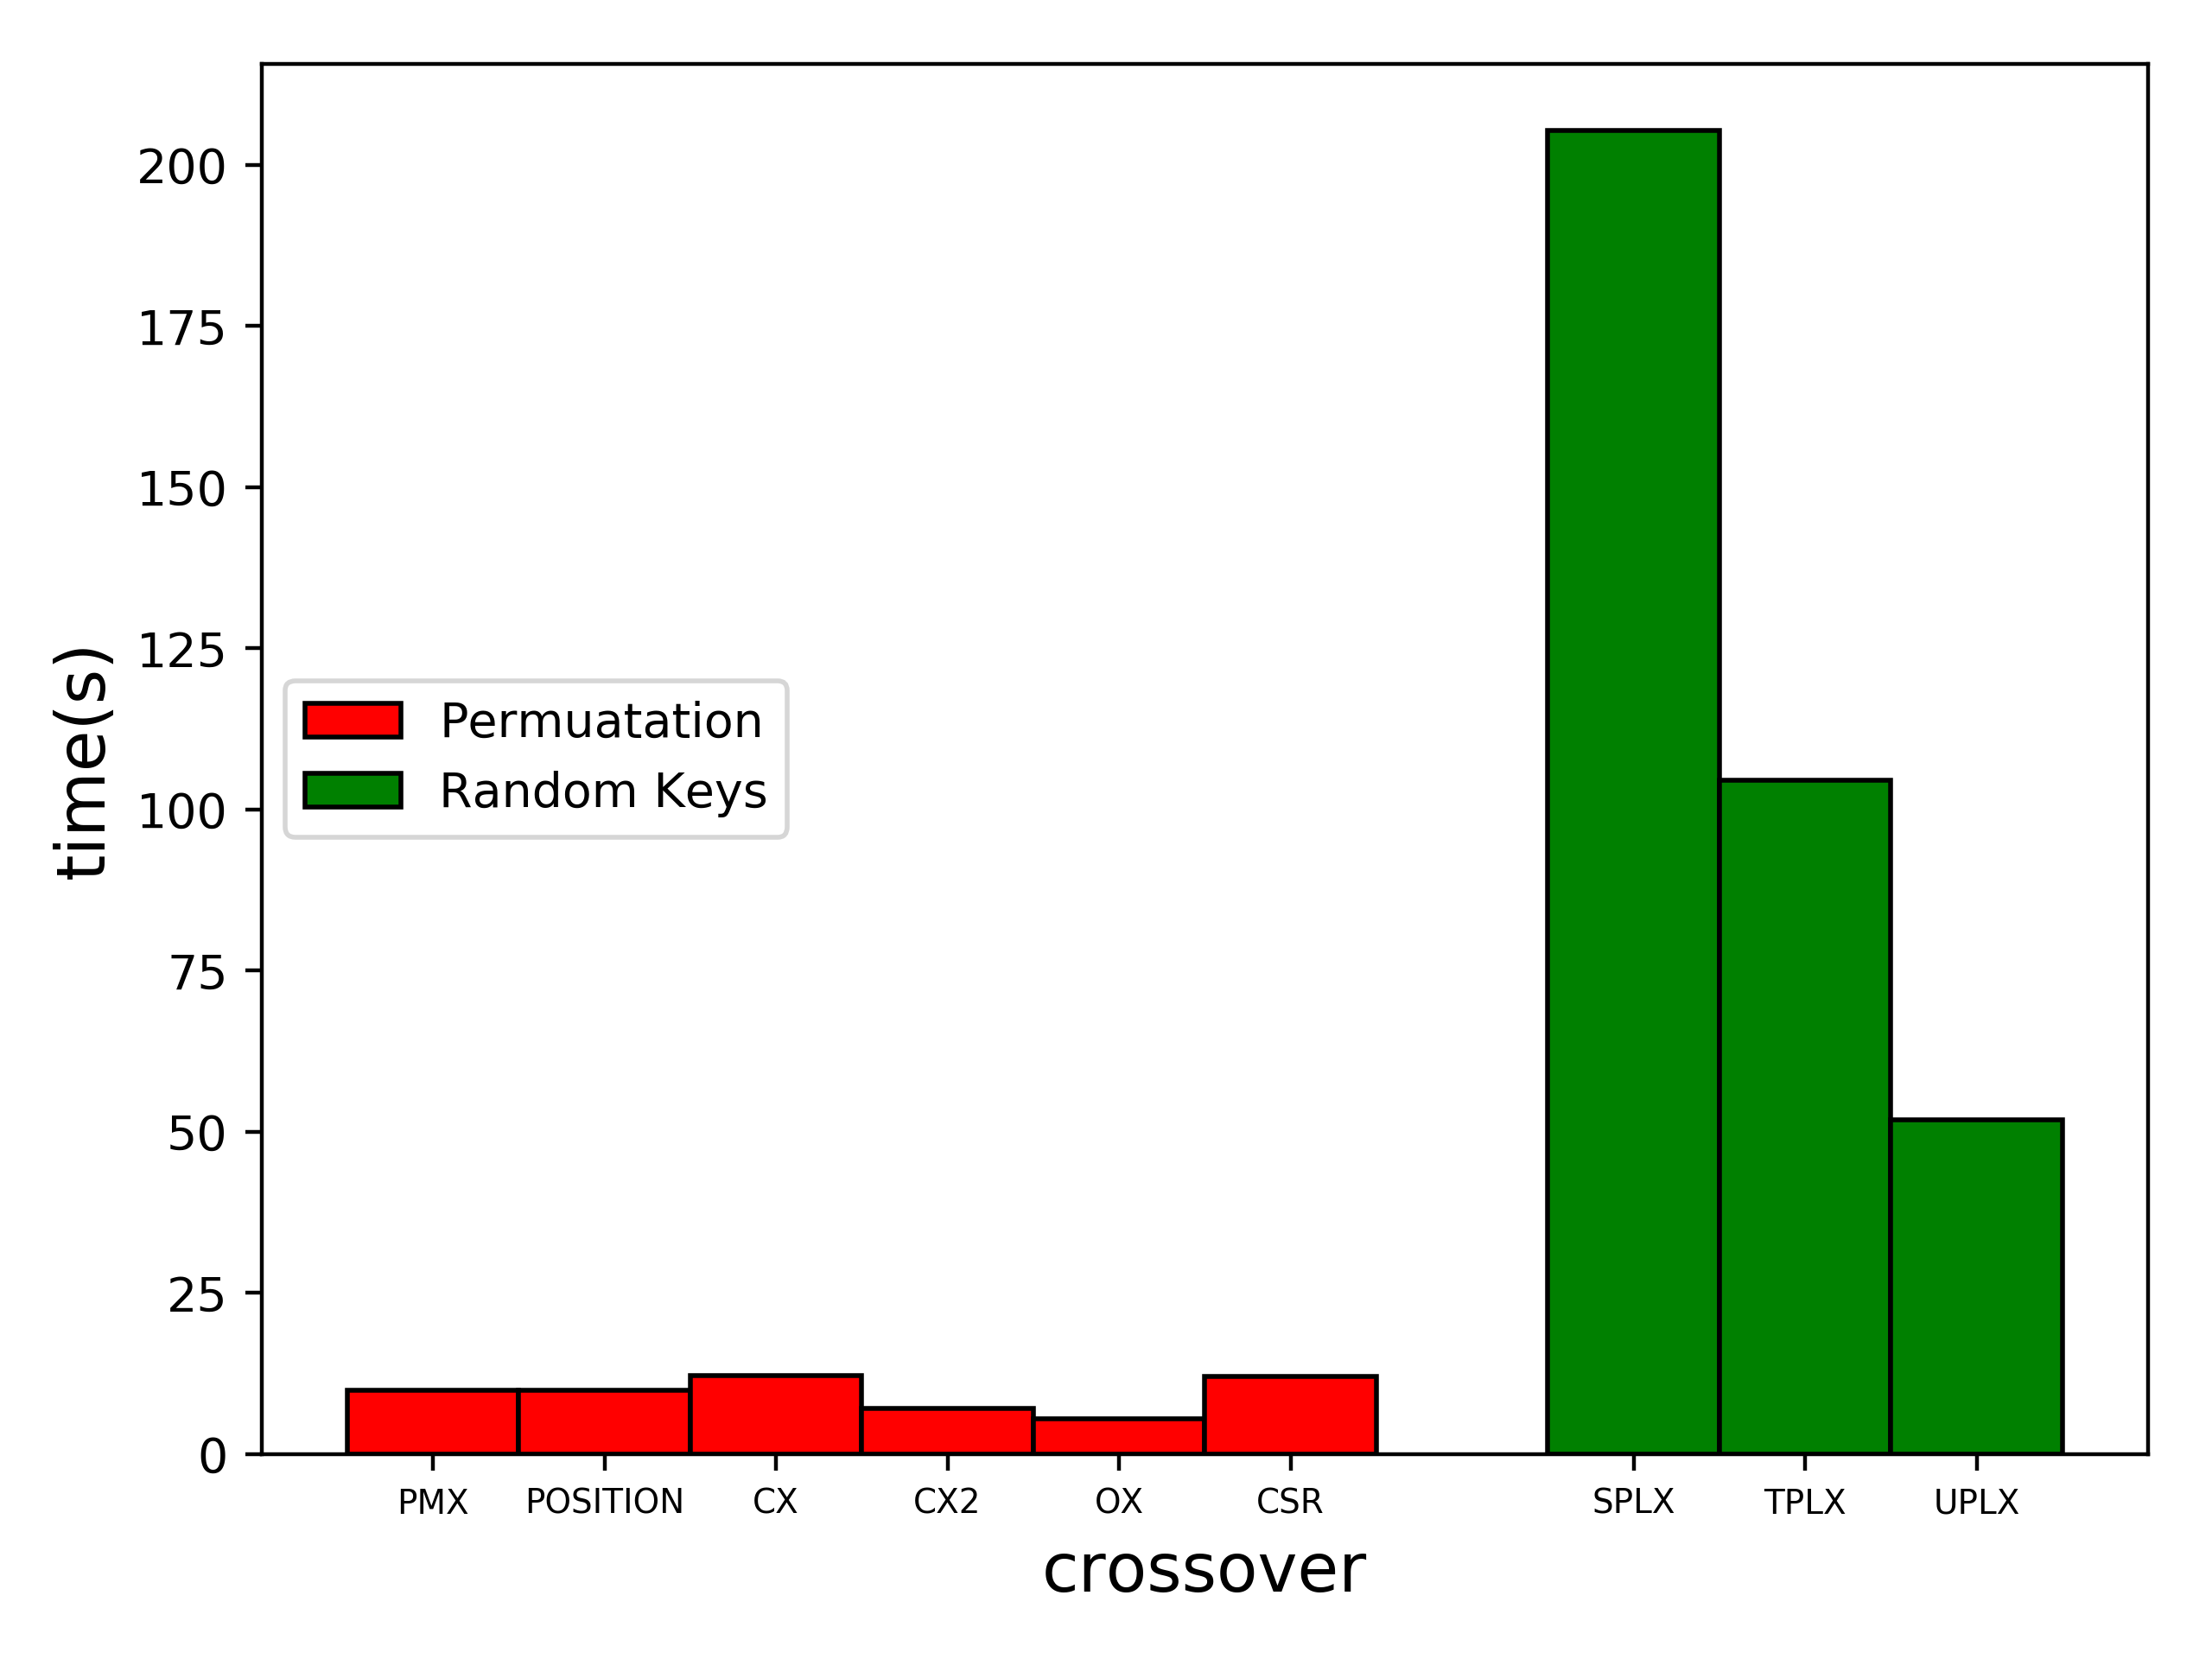 200
175
150
125
100
75
50
25
0
time(s)
Permuatation
Random Keys
PMX POSITION CX CX2 OX CSR SPLX TPLX UPLX
crossover